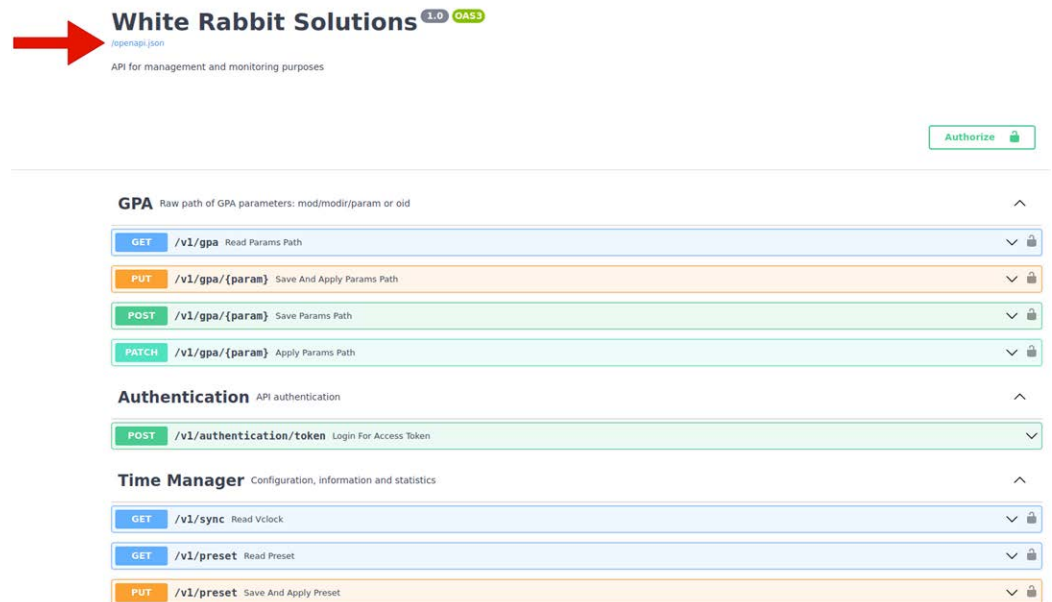 White Rabbit Solutions 1.0 OAS3
/openapi.json
API for management and monitoring purposes
Authorize
GPA Raw path of GPA parameters: mod/modir/param or oid
GET /v1/gpa Read Params Path
PUT /v1/gpa/{param} Save And Apply Params Path
POST /v1/gpa/{param} Save Params Path
PATCH /v1/gpa/{param} Apply Params Path
Authentication API authentication
POST /v1/authentication/token Login For Access Token
Time Manager Configuration, information and statistics
GET /v1/sync Read Vclock
GET /v1/preset Read Preset
PUT /v1/preset Save And Apply Preset